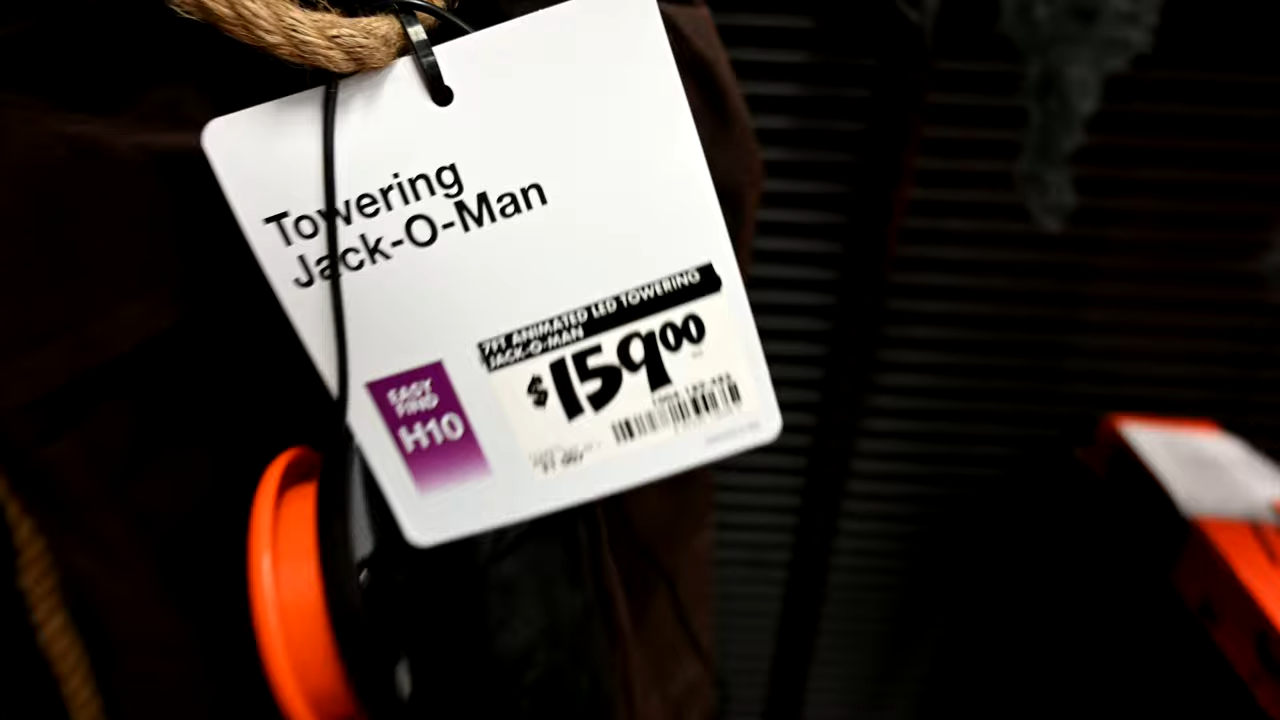 Towering
Jack-O-Man
7FT ANIMATED LED TOWERING
JACK-O-MAN
$159.00
EASY
FIND
H10